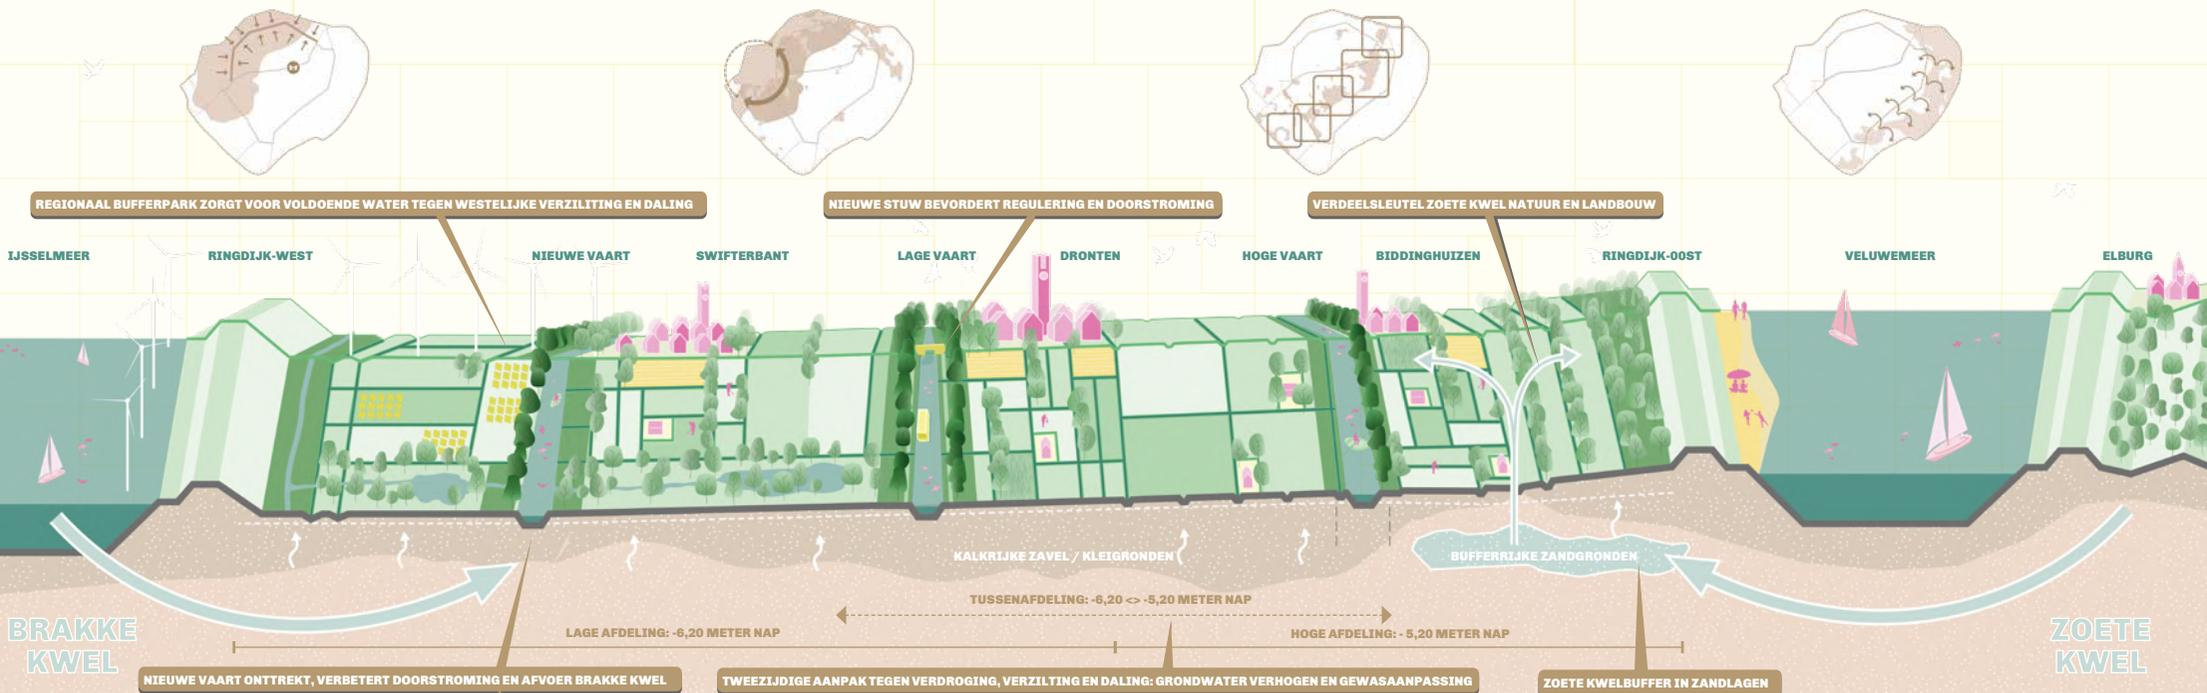 REGIONAAL BUFFERPARK ZORGT VOOR VOLDOENDE WATER TEGEN WESTELIJKE VERZILITING EN DALING
NIEUWE STUW BEVORDERT REGULERING EN DOORSTROMING
VERDEELSLEUTEL ZOETE KWEL NATUUR EN LANDBOUW
IJSSELMEER
RINGDIJK-WEST
NIEUWE VAART
SWIFTERBANT
LAGE VAART
DRONTEN
HOGE VAART
BIDDINGHUIZEN
RINGDIJK-OOST
VELUWEMEER
ELBURG
KALKRIJKE ZAVEL / KLEIGRONDEN
BUFFERRIJKE ZANDGRONDEN
TUSSENAFDELING: -6,20 <> -5,20 METER NAP
LAGE AFDELING: -6,20 METER NAP
HOGE AFDELING: - 5,20 METER NAP
BRAKKE
KWEL
ZOETE
KWEL
NIEUWE VAART ONTTREKT, VERBETERT DOORSTROMING EN AFVOER BRAKKE KWEL
TWEEZIJDIGE AANPAK TEGEN VERDROGING, VERZILTING EN DALING: GRONDWATER VERHOGEN EN GEWASAANPASSING
ZOETE KWELBUFFER IN ZANDLAGEN